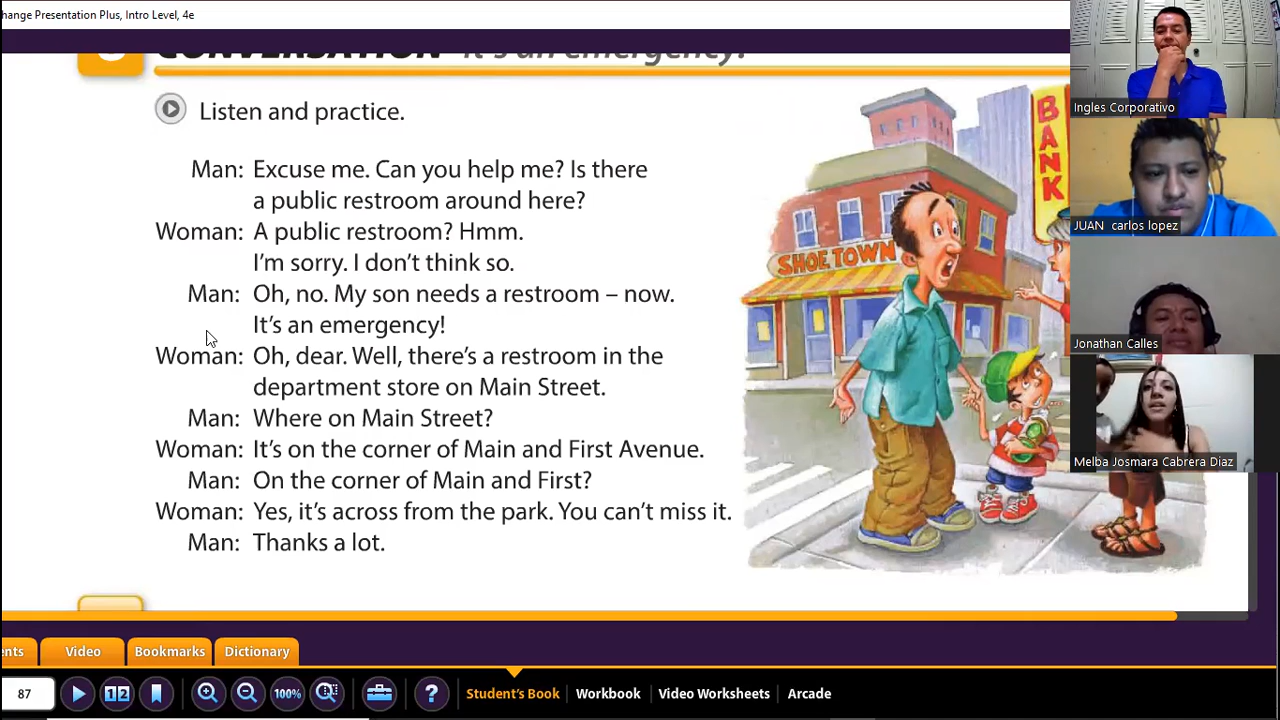 hange Presentation Plus, Intro Level, 4e
CONVERSATION It's an emergency!
Listen and practice.
Man: Excuse me. Can you help me? Is there
a public restroom around here?
Woman: A public restroom? Hmm.
I'm sorry. I don't think so.
Man: Oh, no. My son needs a restroom – now.
It's an emergency!
Woman: Oh, dear. Well, there's a restroom in the
department store on Main Street.
Man: Where on Main Street?
Woman: It's on the corner of Main and First Avenue.
Man: On the corner of Main and First?
Woman: Yes, it's across from the park. You can't miss it.
Man: Thanks a lot.
SHOE TOWN
BANK
Ingles Corporativo
JUAN carlos lopez
Jonathan Calles
Melba Josmara Cabrera Diaz
nts Video Bookmarks Dictionary
87 1 2 100% ? Student's Book Workbook Video Worksheets Arcade